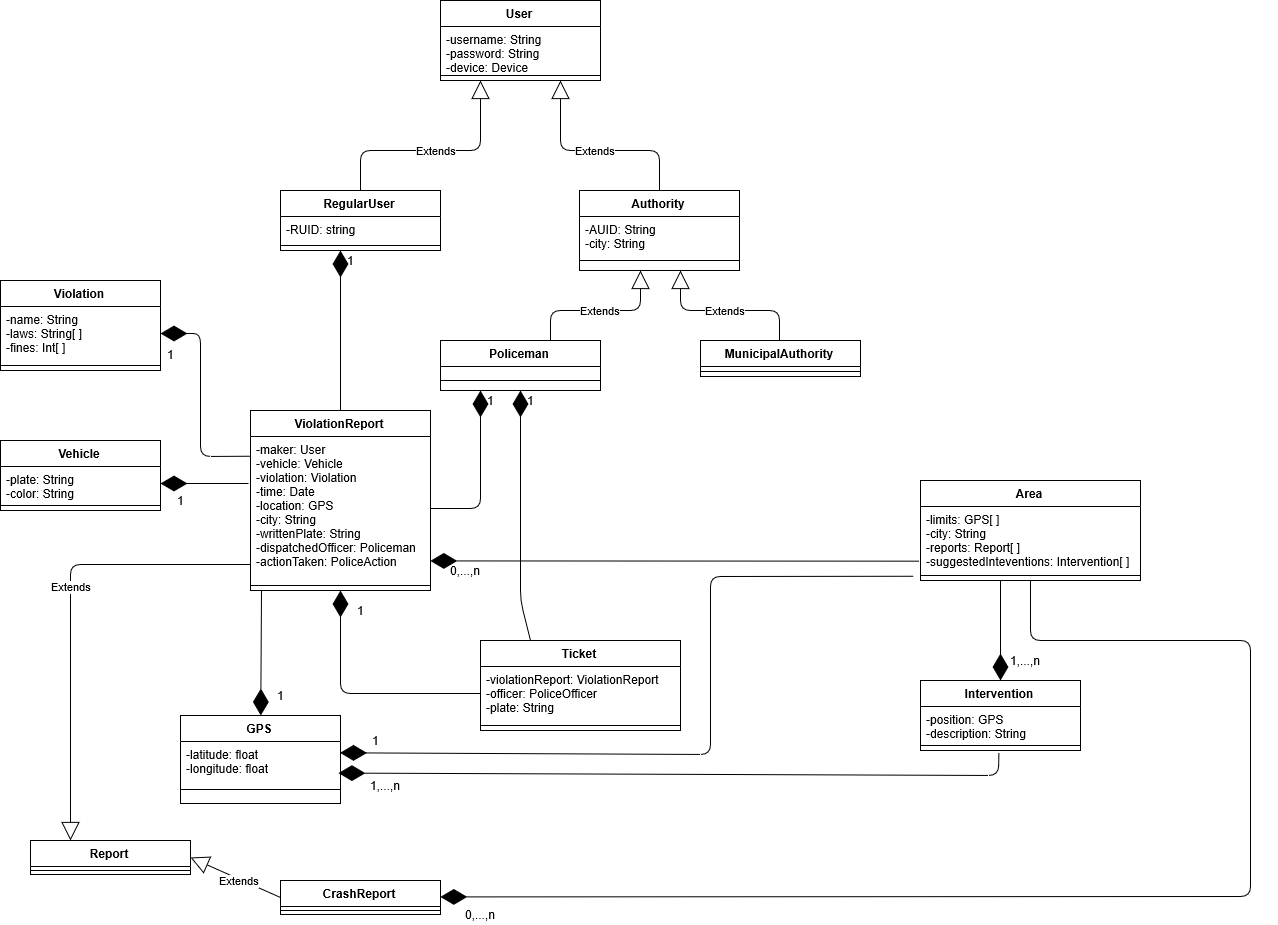 User
-username: String
-password: String
-device: Device
Extends
Extends
RegularUser
-RUID: string
1
Authority
-AUID: String
-city: String
Extends
Extends
Violation
-name: String
-laws: String[ ]
-fines: Int[ ]
1
Policeman
1
1
MunicipalAuthority
ViolationReport
-maker: User
-vehicle: Vehicle
-violation: Violation
-time: Date
-location: GPS
-city: String
-writtenPlate: String
-dispatchedOfficer: Policeman
-actionTaken: PoliceAction
Vehicle
-plate: String
-color: String
1
Area
-limits: GPS[ ]
-city: String
-reports: Report[ ]
-suggestedInteventions: Intervention[ ]
0,...,n
Extends
1
Ticket
-violationReport: ViolationReport
-officer: PoliceOfficer
-plate: String
1,...,n
Intervention
-position: GPS
-description: String
1
GPS
-latitude: float
-longitude: float
1
1,...,n
Report
Extends
CrashReport
0,...,n